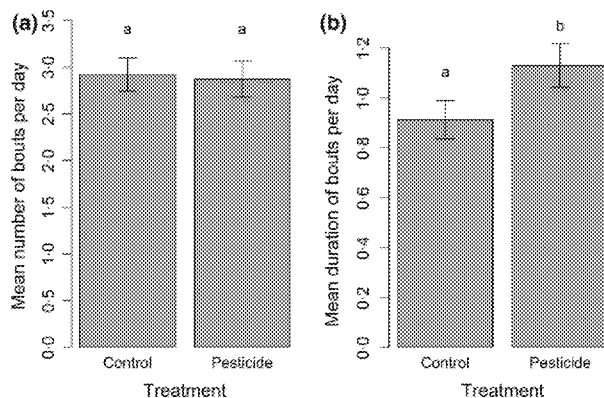 (a)
Mean number of bouts per day
3·5
3·0
2·5
2·0
1·5
1·0
0·5
0·0
a
a
Control
Pesticide
Treatment
(b)
Mean duration of bouts per day
1·2
1·0
0·8
0·6
0·4
0·2
0·0
a
b
Control
Pesticide
Treatment